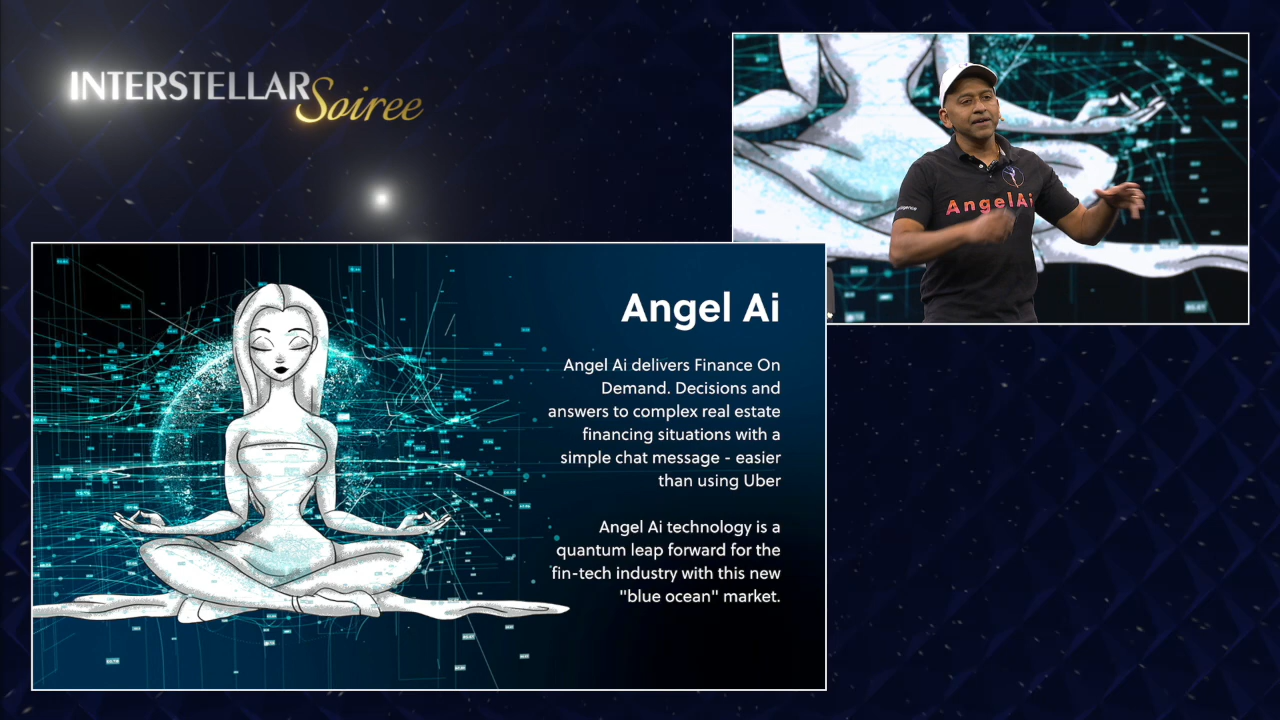 INTERSTELLAR Soiree
AngelAi
Angel Ai
Angel Ai delivers Finance On
Demand. Decisions and
answers to complex real estate
financing situations with a
simple chat message - easier
than using Uber
Angel Ai technology is a
quantum leap forward for the
fin-tech industry with this new
"blue ocean" market.